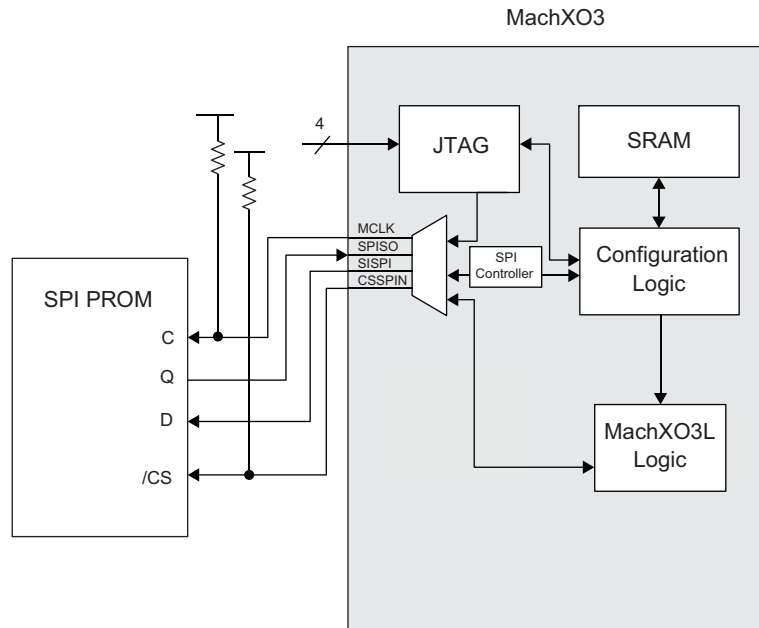 MachXO3
4
JTAG
SRAM
MCLK
SPISO
SISPI
CSSPIN
SPI
Controller
Configuration
Logic
SPI PROM
C
Q
D
/CS
MachXO3L
Logic